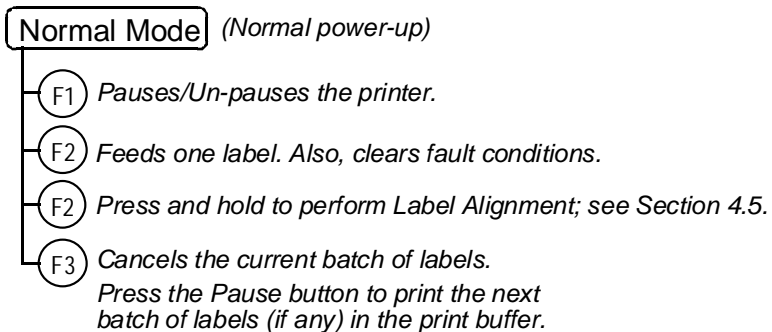 Normal Mode (Normal power-up)
F1 Pauses/Un-pauses the printer.
F2 Feeds one label. Also, clears fault conditions.
F2 Press and hold to perform Label Alignment; see Section 4.5.
F3 Cancels the current batch of labels.
Press the Pause button to print the next
batch of labels (if any) in the print buffer.